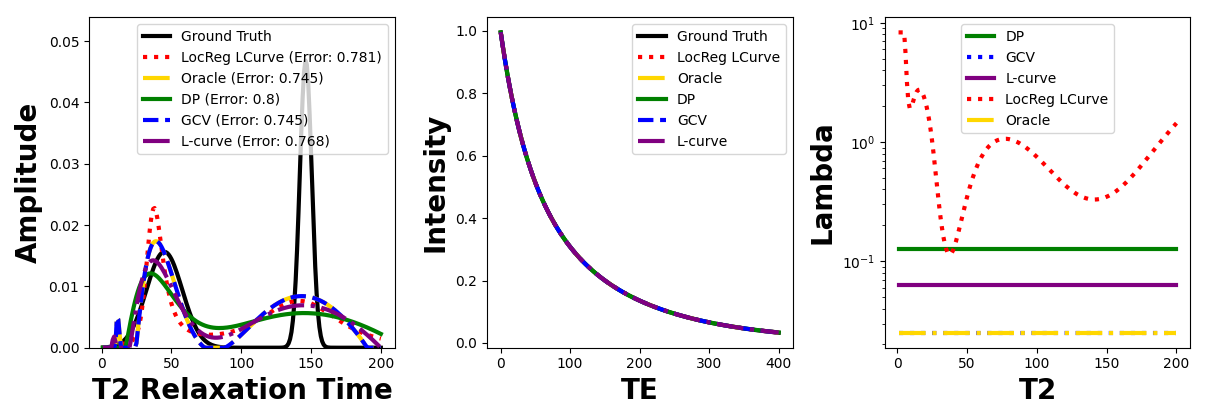 Amplitude
0.05
0.04
0.03
0.02
0.01
0.00
Ground Truth
LocReg LCurve (Error: 0.781)
Oracle (Error: 0.745)
DP (Error: 0.8)
GCV (Error: 0.745)
L-curve (Error: 0.768)
0 50 100 150 200
T2 Relaxation Time
Intensity
1.0
0.8
0.6
0.4
0.2
0.0
Ground Truth
LocReg LCurve
Oracle
DP
GCV
L-curve
0 100 200 300 400
TE
Lambda
10¹
10⁰
10⁻¹
DP
GCV
L-curve
LocReg LCurve
Oracle
0 50 100 150 200
T2